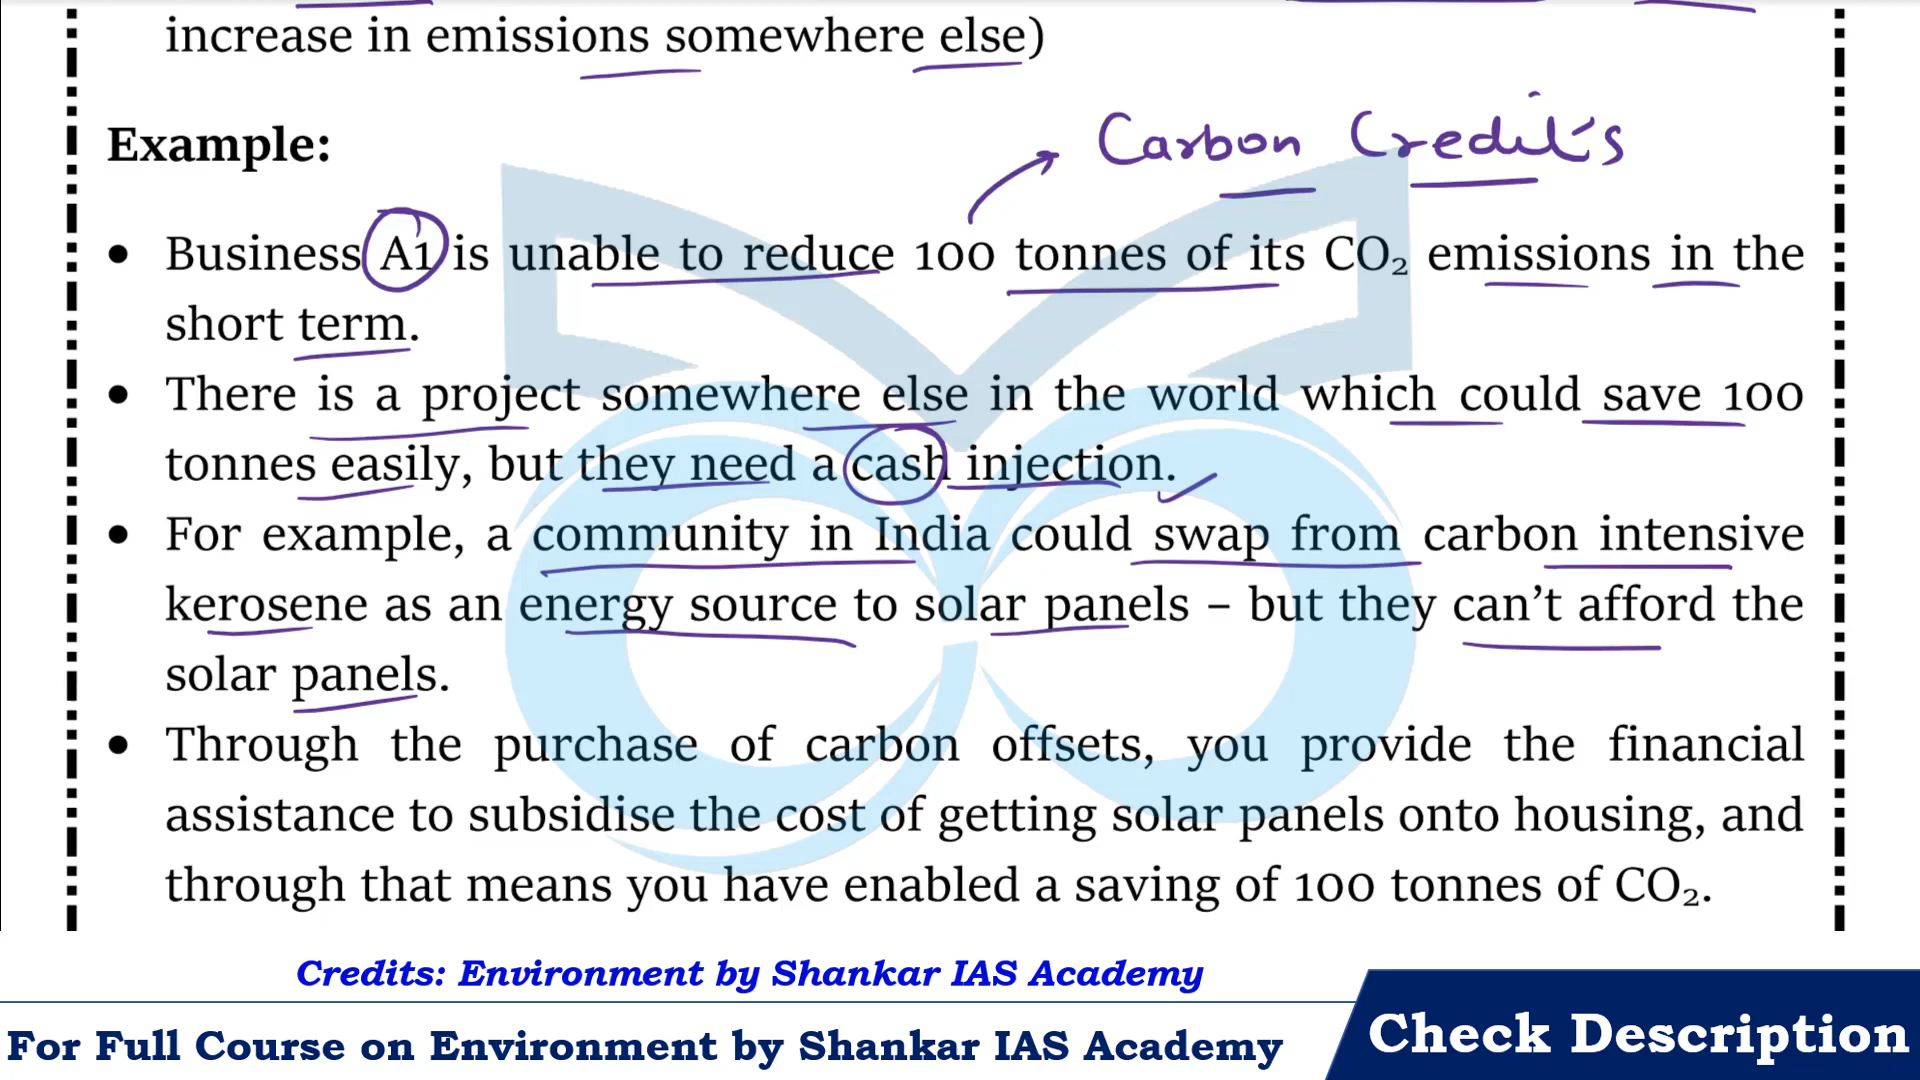 increase in emissions somewhere else)
Example:
Carbon Credit's
• Business A1 is unable to reduce 100 tonnes of its CO₂ emissions in the
short term.
• There is a project somewhere else in the world which could save 100
tonnes easily, but they need a cash injection.
• For example, a community in India could swap from carbon intensive
kerosene as an energy source to solar panels – but they can't afford the
solar panels.
• Through the purchase of carbon offsets, you provide the financial
assistance to subsidise the cost of getting solar panels onto housing, and
through that means you have enabled a saving of 100 tonnes of CO₂.
Credits: Environment by Shankar IAS Academy
For Full Course on Environment by Shankar IAS Academy
Check Description